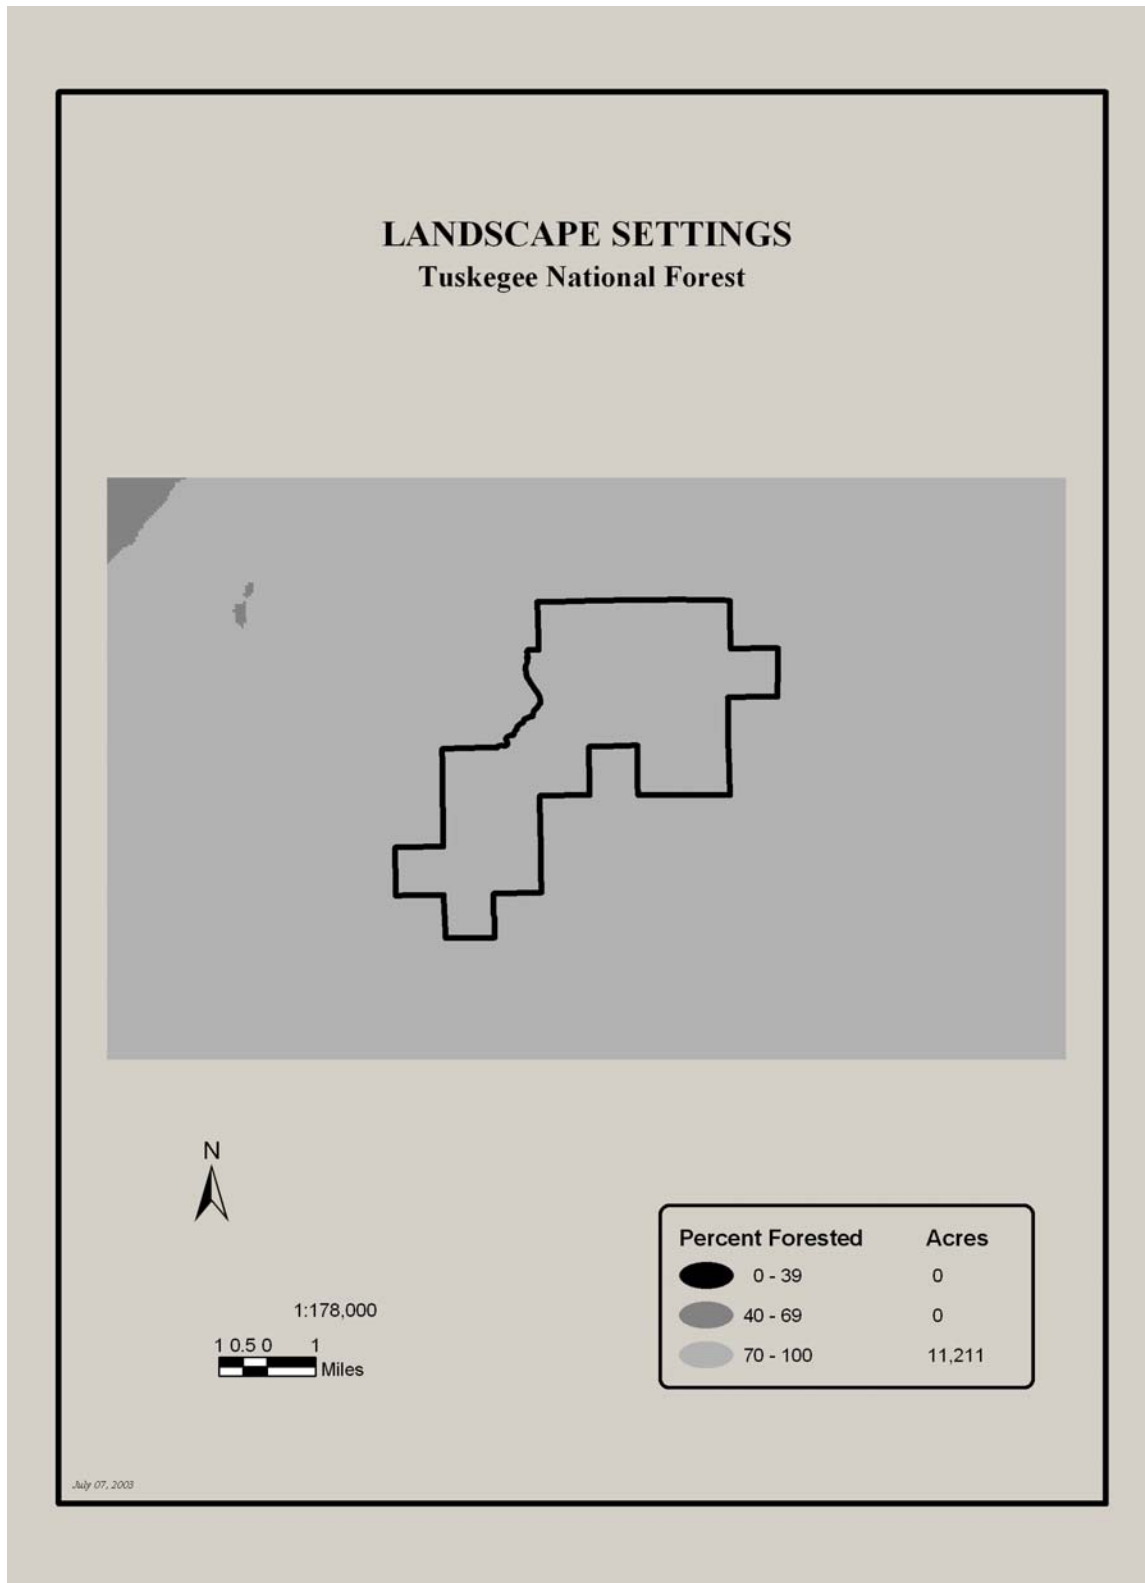 LANDSCAPE SETTINGS
Tuskegee National Forest
N
1:178,000
1 0.5 0 1
Miles
Percent Forested Acres
0 - 39 0
40 - 69 0
70 - 100 11,211
July 07, 2003